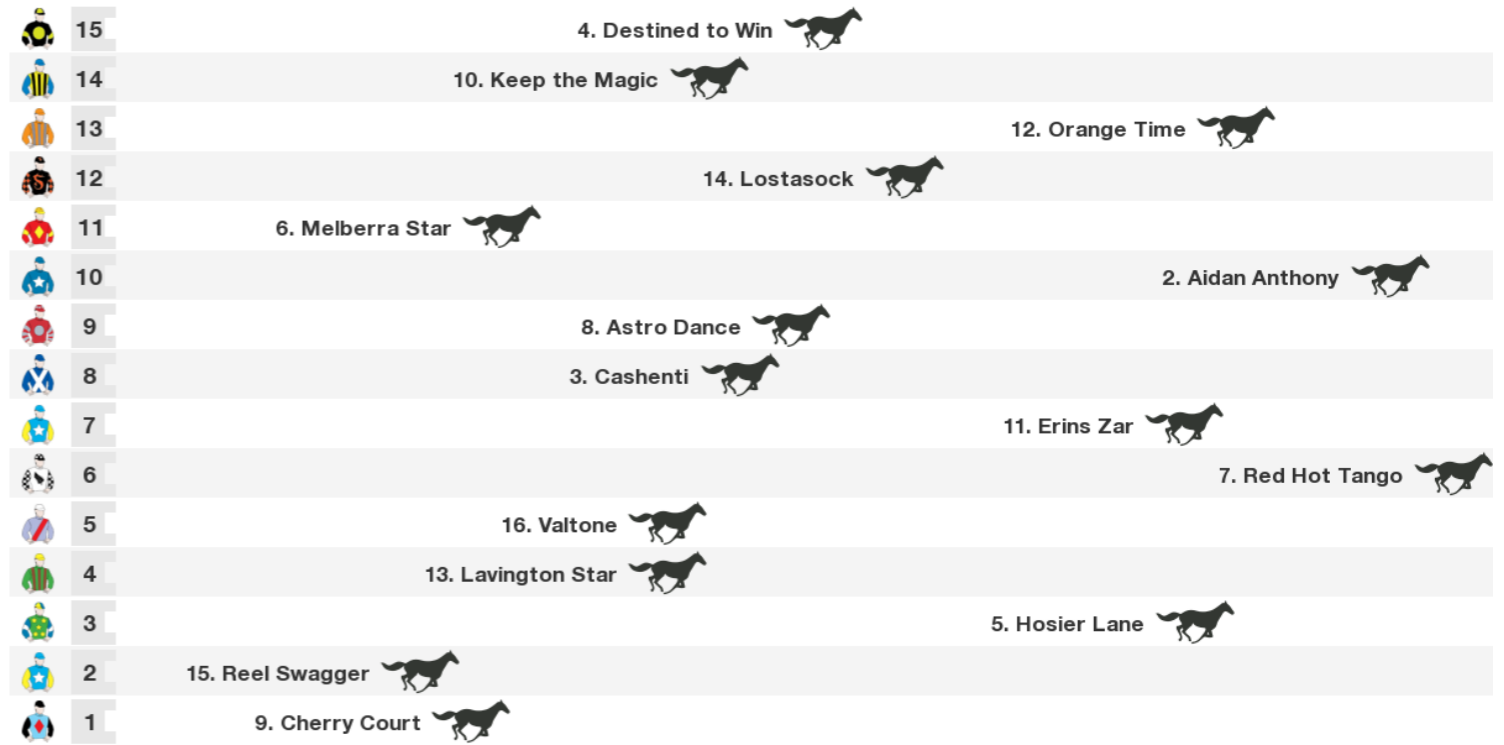 15 4. Destined to Win
14 10. Keep the Magic
13 12. Orange Time
12 14. Lostasock
11 6. Melberra Star
10 2. Aidan Anthony
9 8. Astro Dance
8 3. Cashenti
7 11. Erins Zar
6 7. Red Hot Tango
5 16. Valtone
4 13. Lavington Star
3 5. Hosier Lane
2 15. Reel Swagger
1 9. Cherry Court